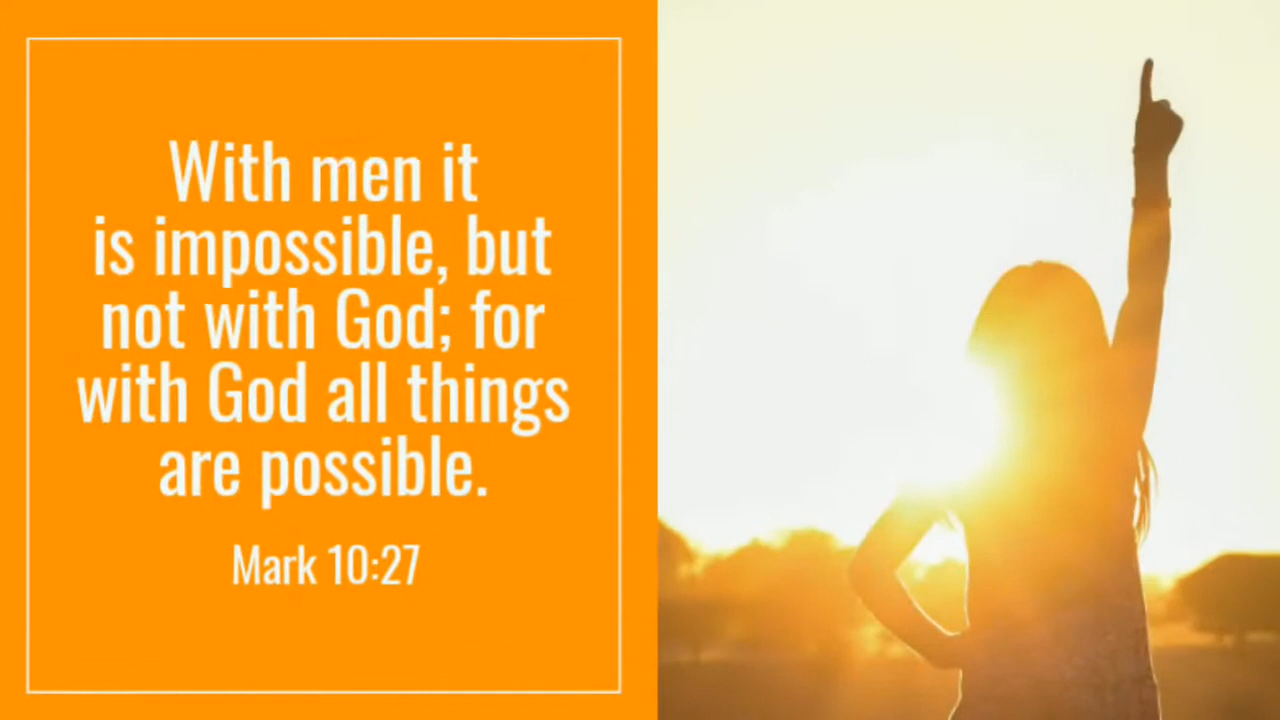 With men it
is impossible, but
not with God; for
with God all things
are possible.
Mark 10:27